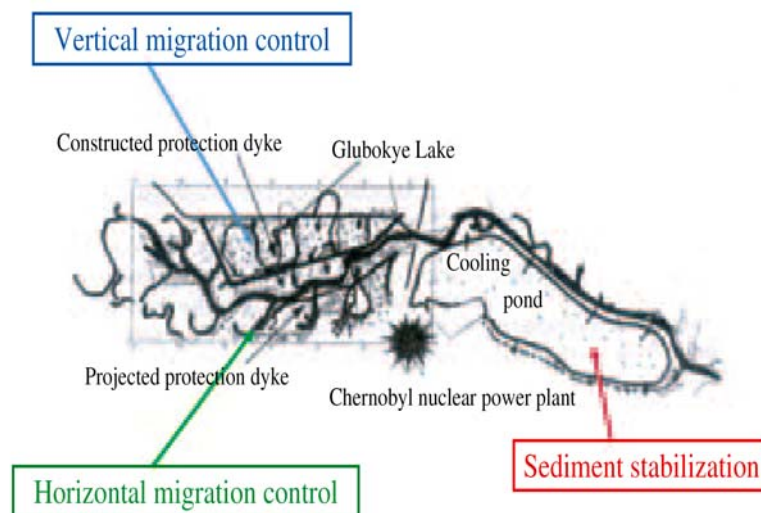 Vertical migration control
Constructed protection dyke
Glubokye Lake
Cooling
pond
Projected protection dyke
Chernobyl nuclear power plant
Sediment stabilization
Horizontal migration control